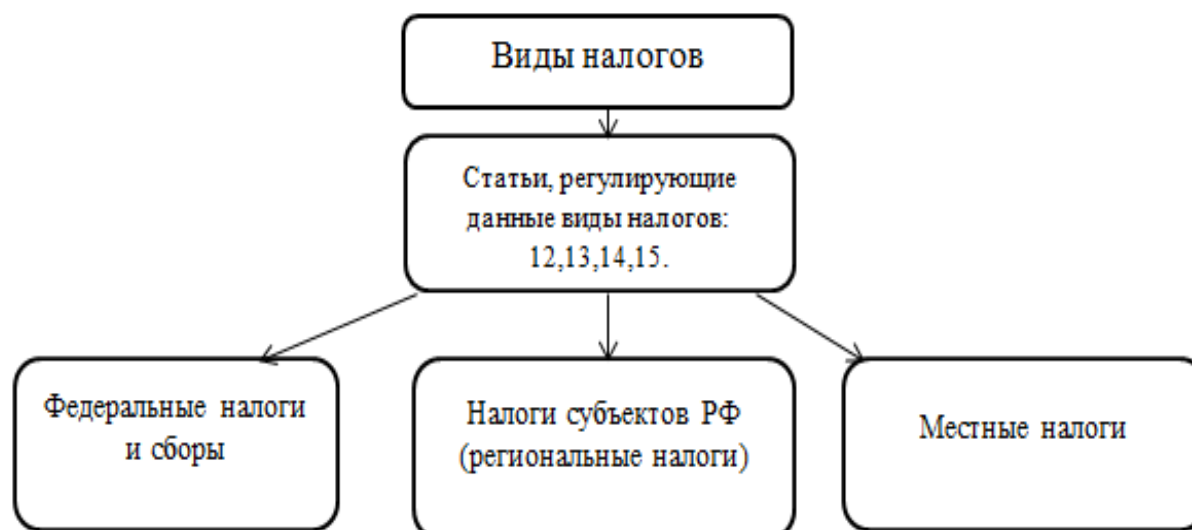 Виды налогов
Статьи, регулирующие
данные виды налогов:
12,13,14,15.
Федеральные налоги
и сборы
Налоги субъектов РФ
(региональные налоги)
Местные налоги